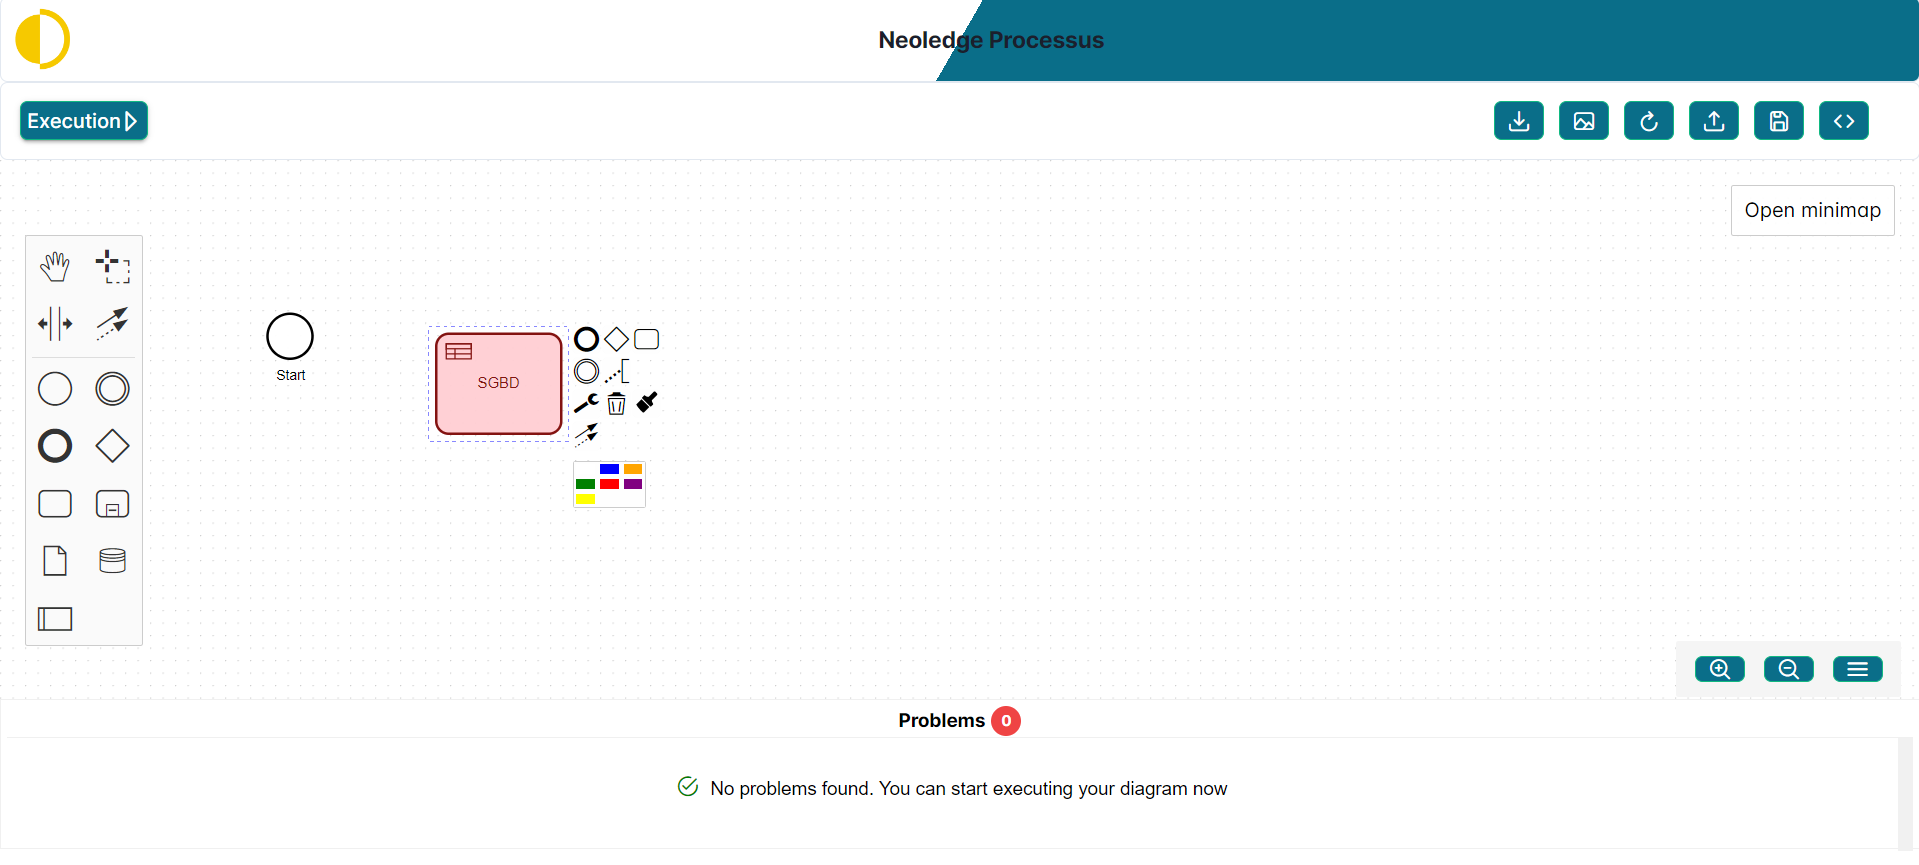 Neoledge Processus
Execution
Open minimap
Start
SGBD
Problems 0
No problems found. You can start executing your diagram now